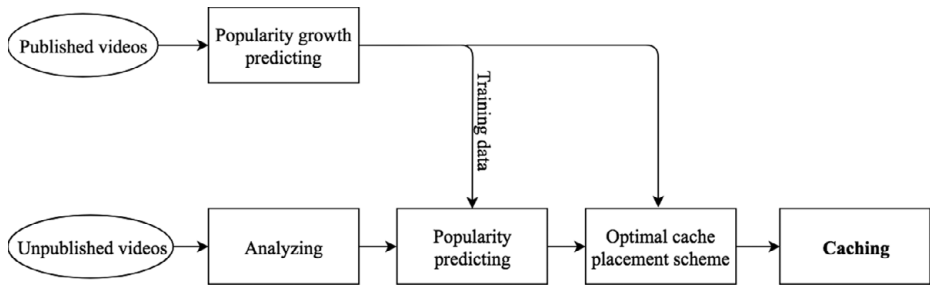 Published videos
Popularity growth
predicting
Training data
Unpublished videos
Analyzing
Popularity
predicting
Optimal cache
placement scheme
Caching